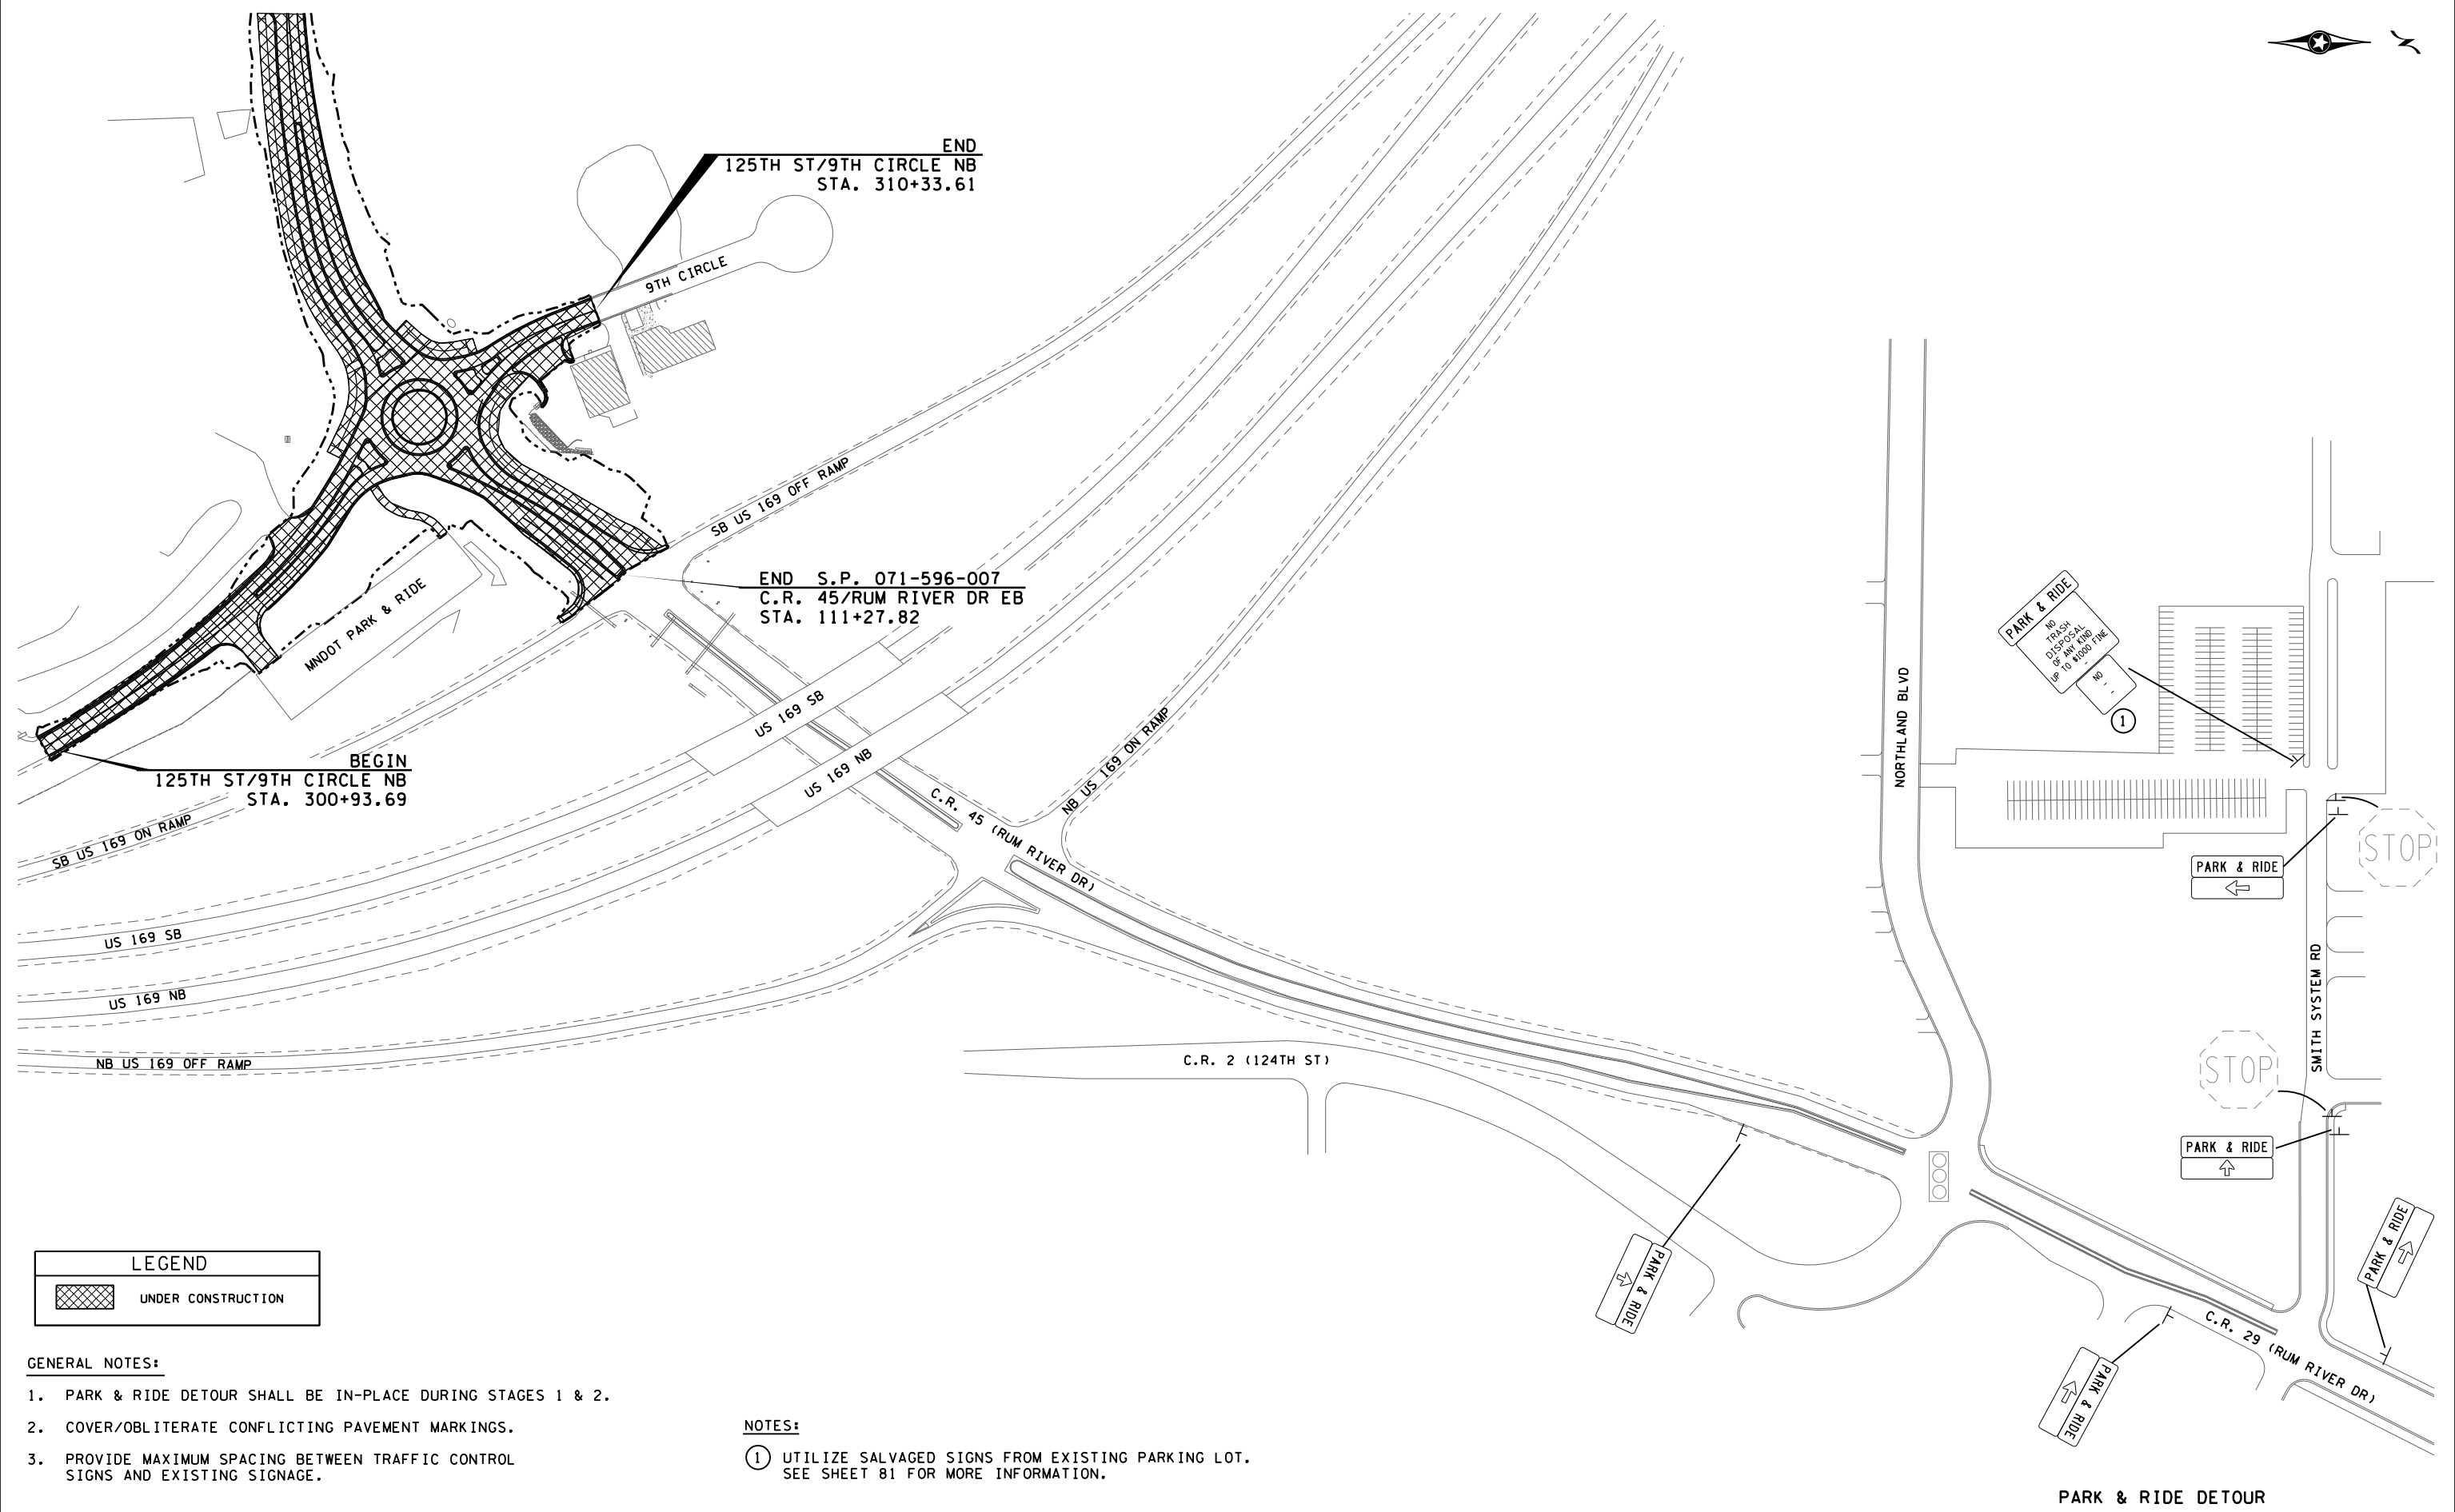 END
125TH ST/9TH CIRCLE NB
STA. 310+33.61
9TH CIRCLE
SB US 169 OFF RAMP
END S.P. 071-596-007
C.R. 45/RUM RIVER DR EB
STA. 111+27.82
MNDOT PARK & RIDE
BEGIN
125TH ST/9TH CIRCLE NB
STA. 300+93.69
US 169 SB
US 169 NB
NB US 169 ON RAMP
C.R. 45 (RUM RIVER DR)
SB US 169 ON RAMP
US 169 SB
US 169 NB
NB US 169 OFF RAMP
C.R. 2 (124TH ST)
NORTHLAND BLVD
PARK & RIDE
NO
TRASH
DISPOSAL
OF ANY KIND
UP TO $1000 FINE
-
NO
-
-
1
STOP
PARK & RIDE
SMITH SYSTEM RD
STOP
PARK & RIDE
PARK & RIDE
PARK & RIDE
PARK & RIDE
C.R. 29 (RUM RIVER DR)
Z
LEGEND
UNDER CONSTRUCTION
GENERAL NOTES:
1. PARK & RIDE DETOUR SHALL BE IN-PLACE DURING STAGES 1 & 2.
2. COVER/OBLITERATE CONFLICTING PAVEMENT MARKINGS.
3. PROVIDE MAXIMUM SPACING BETWEEN TRAFFIC CONTROL
SIGNS AND EXISTING SIGNAGE.
NOTES:
1 UTILIZE SALVAGED SIGNS FROM EXISTING PARKING LOT.
SEE SHEET 81 FOR MORE INFORMATION.
PARK & RIDE DETOUR